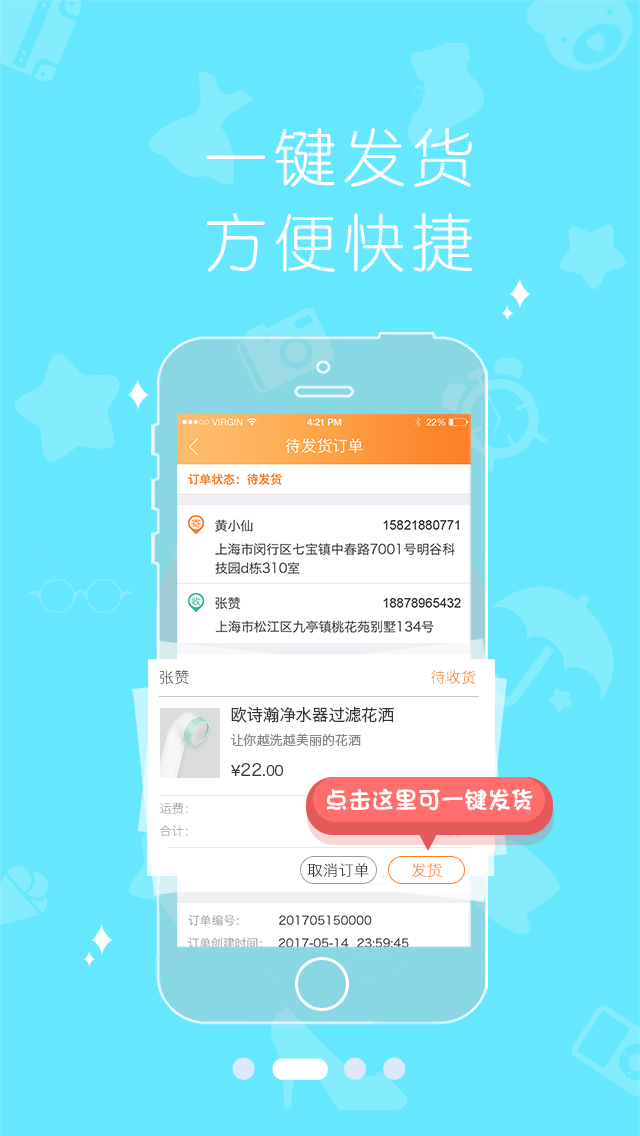 一键发货
方便快捷
VIRGIN 4:21 PM 22%
待发货订单
订单状态：待发货
寄 黄小仙 15821880771
上海市闵行区七宝镇中春路7001号明谷科
技园d栋310室
收 张赞 18878965432
上海市松江区九亭镇桃花苑别墅134号
张赞 待收货
欧诗瀚净水器过滤花洒
让你越洗越美丽的花洒
¥22.00
点击这里可一键发货
运费：
合计：
取消订单 发货
订单编号： 201705150000
订单创建时间： 2017-05-14 23:59:45